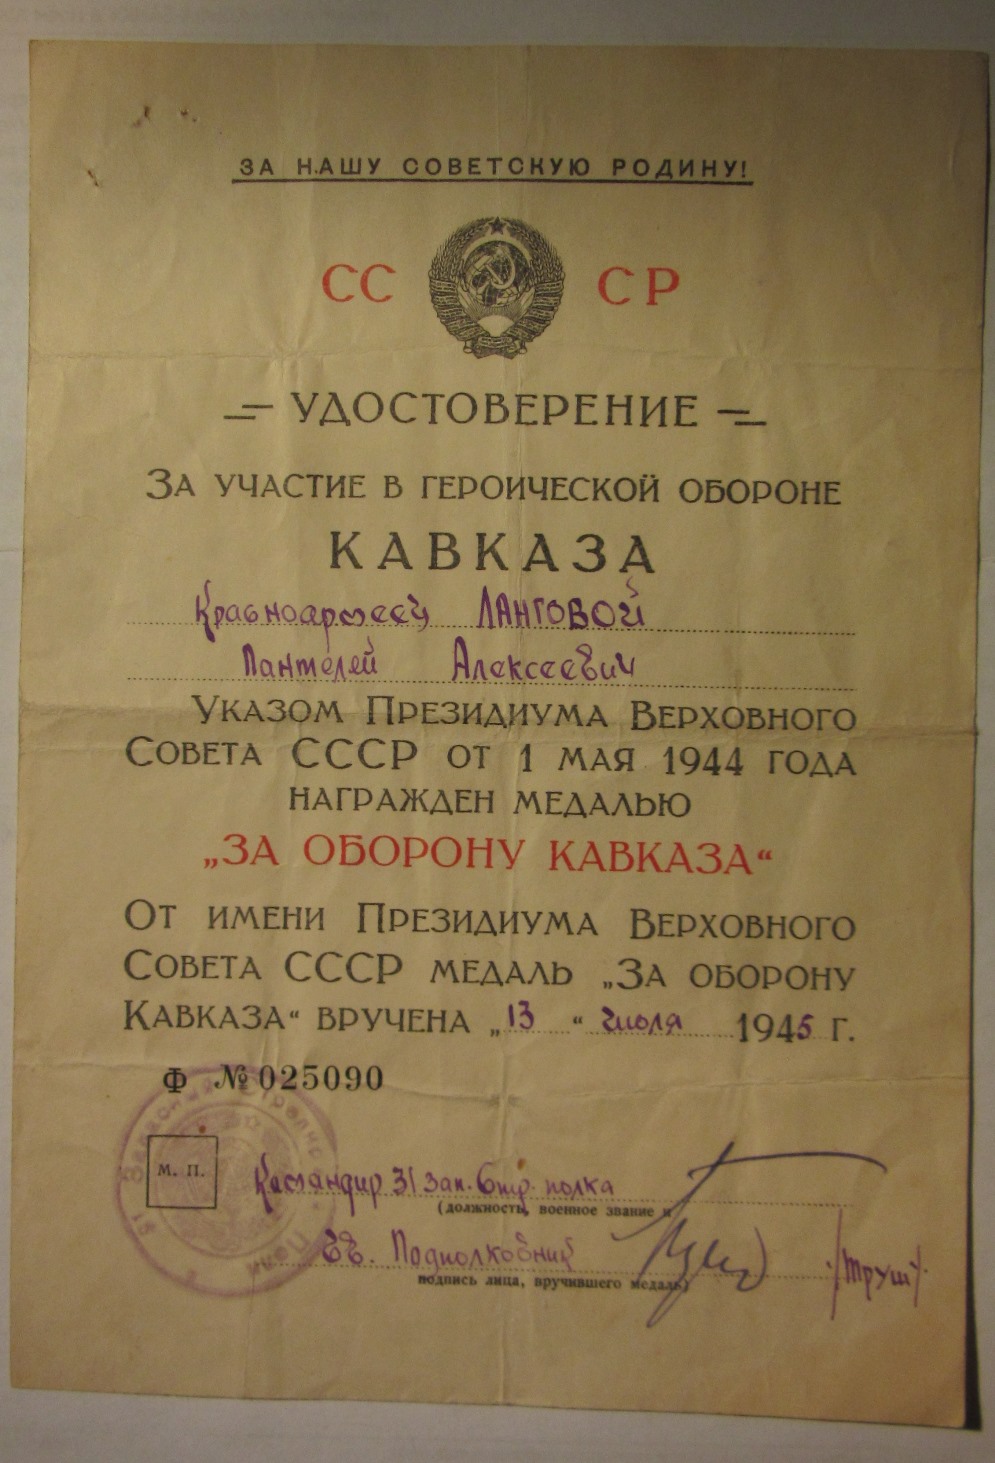 ЗА НАШУ СОВЕТСКУЮ РОДИНУ!
СС СР
УДОСТОВЕРЕНИЕ
ЗА УЧАСТИЕ В ГЕРОИЧЕСКОЙ ОБОРОНЕ
КАВКАЗА
Красноармеец ЛАНГОВОЙ
Пантелей Алексеевич
УКАЗОМ ПРЕЗИДИУМА ВЕРХОВНОГО
СОВЕТА СССР ОТ 1 МАЯ 1944 ГОДА
НАГРАЖДЕН МЕДАЛЬЮ
„ЗА ОБОРОНУ КАВКАЗА“
ОТ ИМЕНИ ПРЕЗИДИУМА ВЕРХОВНОГО
СОВЕТА СССР МЕДАЛЬ „ЗА ОБОРОНУ
КАВКАЗА“ ВРУЧЕНА „13“ июля 1945 Г.
Ф № 025090
М. П.
Командир 31 зап. Стр. полка
(должность, военное звание и
Гв. Подполковник /Труш/
подпись лица, вручившего медаль)